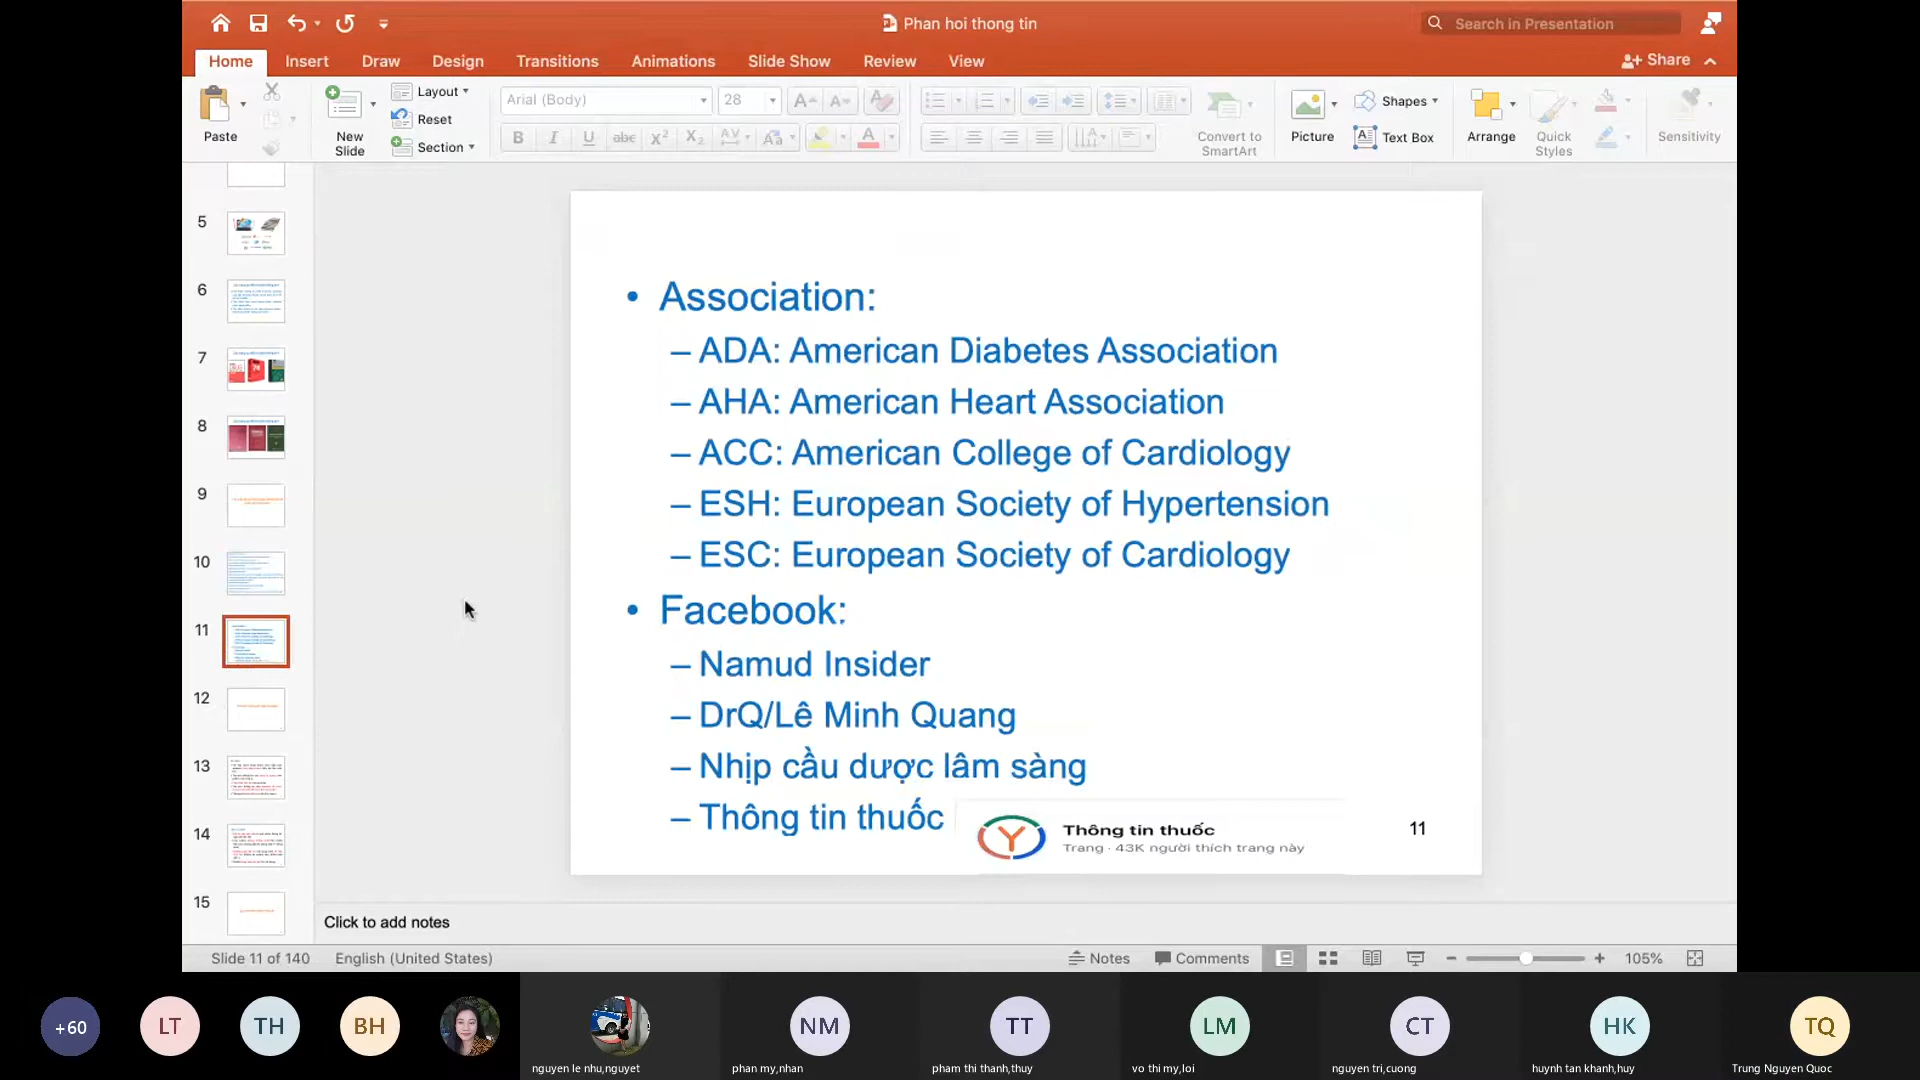 Phan hoi thong tin
Search in Presentation
Home Insert Draw Design Transitions Animations Slide Show Review View
Share
Paste
New Slide
Layout
Reset
Section
Arial (Body) 28
Convert to SmartArt
Picture
Shapes
Text Box
Arrange
Quick Styles
Sensitivity
5
6
7
8
9
10
11
12
13
14
15
• Association:
– ADA: American Diabetes Association
– AHA: American Heart Association
– ACC: American College of Cardiology
– ESH: European Society of Hypertension
– ESC: European Society of Cardiology
• Facebook:
– Namud Insider
– DrQ/Lê Minh Quang
– Nhịp cầu dược lâm sàng
– Thông tin thuốc
Thông tin thuốc
Trang · 43K người thích trang này
11
Click to add notes
Slide 11 of 140 English (United States) Notes Comments 105%
+60 LT TH BH NM TT LM CT HK TQ
nguyen le nhu,nguyet phan my,nhan pham thi thanh,thuy vo thi my,loi nguyen tri,cuong huynh tan khanh,huy Trung Nguyen Quoc